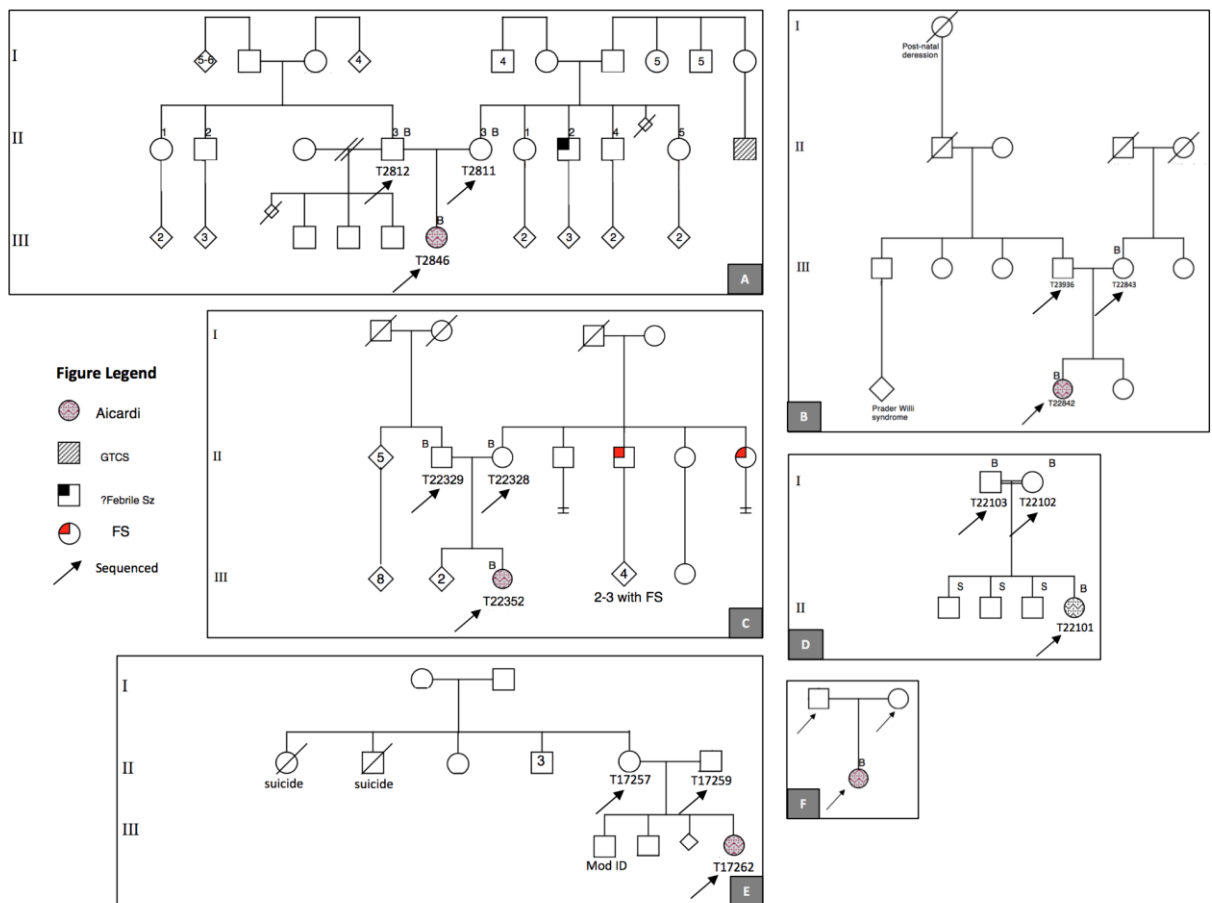 I
5-6
4
4
5
5
II
1
2
3 B
3 B
1
2
4
5
T2812
T2811
III
2
3
B
2
3
2
2
T2846
A
I
Post-natal
deression
II
III
B
T23936
T22843
B
T22842
Prader Willi
syndrome
B
Figure Legend
Aicardi
GTCS
?Febrile Sz
FS
Sequenced
I
II
5
B
B
T22329
T22328
III
8
2
B
4
T22352
2-3 with FS
C
I
B
B
T22103
T22102
II
S
S
S
B
T22101
D
I
II
3
suicide
suicide
T17257
T17259
III
Mod ID
T17262
E
B
F